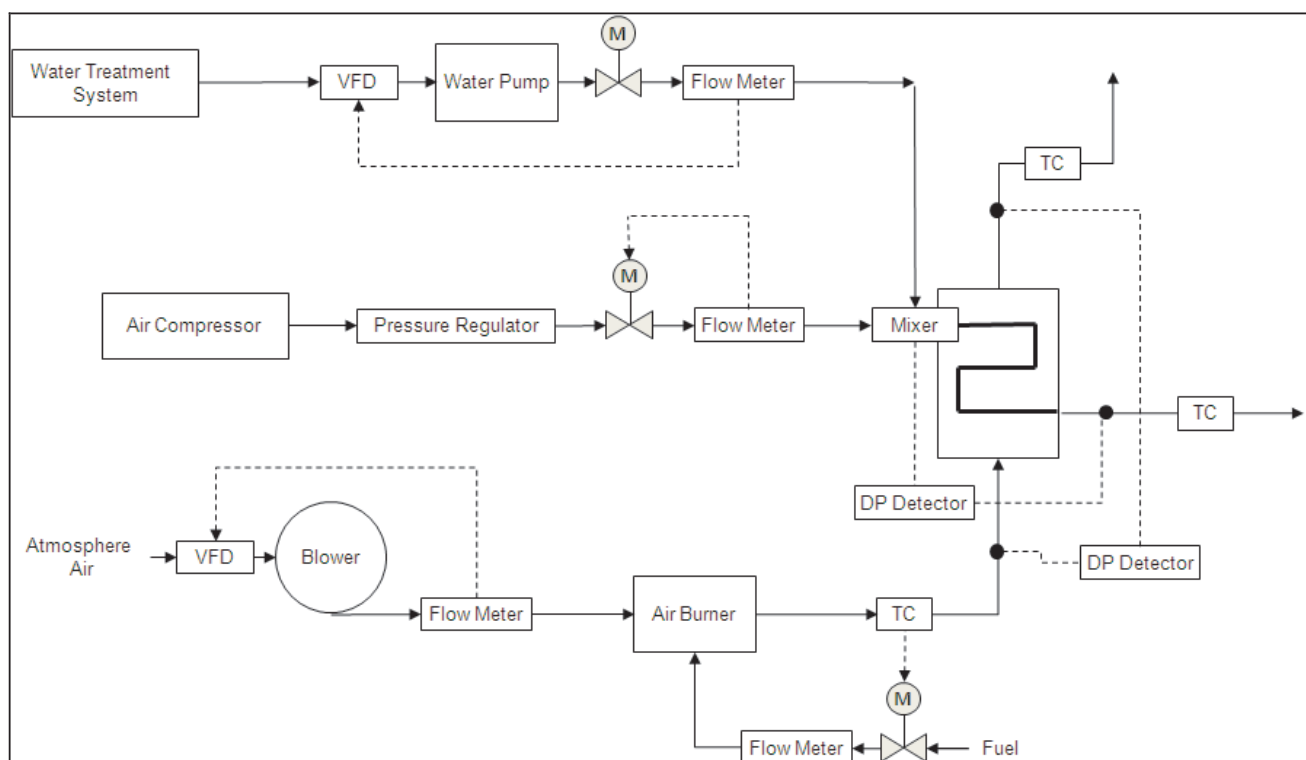 M
Water Treatment
System
VFD
Water Pump
Flow Meter
TC
M
Air Compressor
Pressure Regulator
Flow Meter
Mixer
TC
DP Detector
Atmosphere
Air
VFD
Blower
DP Detector
Flow Meter
Air Burner
TC
M
Flow Meter
Fuel